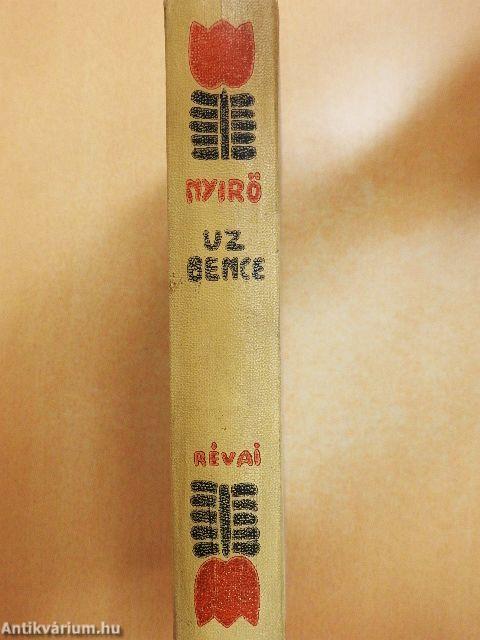 NYIRŐ
UZ
BENCE
RÉVAI
Antikvárium.hu